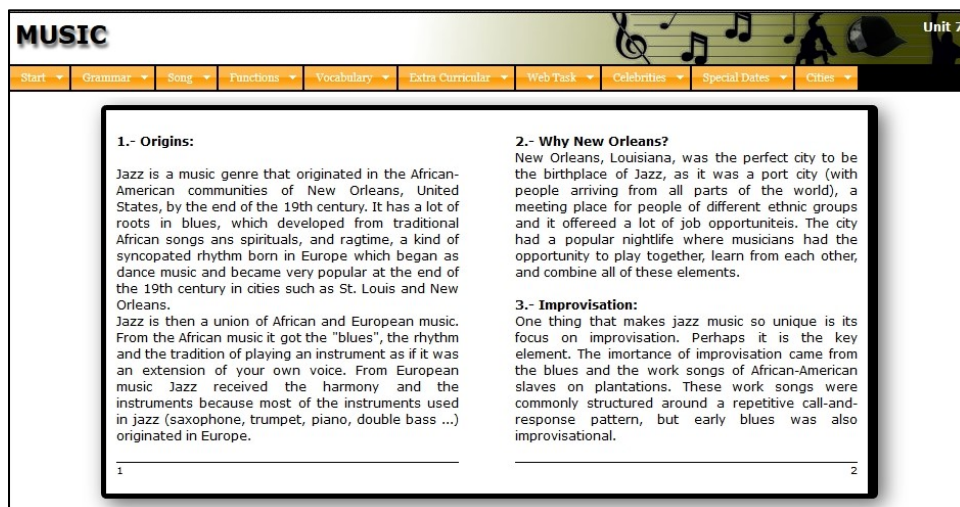 MUSIC
Unit 7
Start Grammar Song Functions Vocabulary Extra Curricular Web Task Celebrities Special Dates Cities
1.- Origins:
Jazz is a music genre that originated in the African-
American communities of New Orleans, United
States, by the end of the 19th century. It has a lot of
roots in blues, which developed from traditional
African songs ans spirituals, and ragtime, a kind of
syncopated rhythm born in Europe which began as
dance music and became very popular at the end of
the 19th century in cities such as St. Louis and New
Orleans.
Jazz is then a union of African and European music.
From the African music it got the "blues", the rhythm
and the tradition of playing an instrument as if it was
an extension of your own voice. From European
music Jazz received the harmony and the
instruments because most of the instruments used
in jazz (saxophone, trumpet, piano, double bass ...)
originated in Europe.
1
2.- Why New Orleans?
New Orleans, Louisiana, was the perfect city to be
the birthplace of Jazz, as it was a port city (with
people arriving from all parts of the world), a
meeting place for people of different ethnic groups
and it offereed a lot of job opportuniteis. The city
had a popular nightlife where musicians had the
opportunity to play together, learn from each other,
and combine all of these elements.
3.- Improvisation:
One thing that makes jazz music so unique is its
focus on improvisation. Perhaps it is the key
element. The imortance of improvisation came from
the blues and the work songs of African-American
slaves on plantations. These work songs were
commonly structured around a repetitive call-and-
response pattern, but early blues was also
improvisational.
2